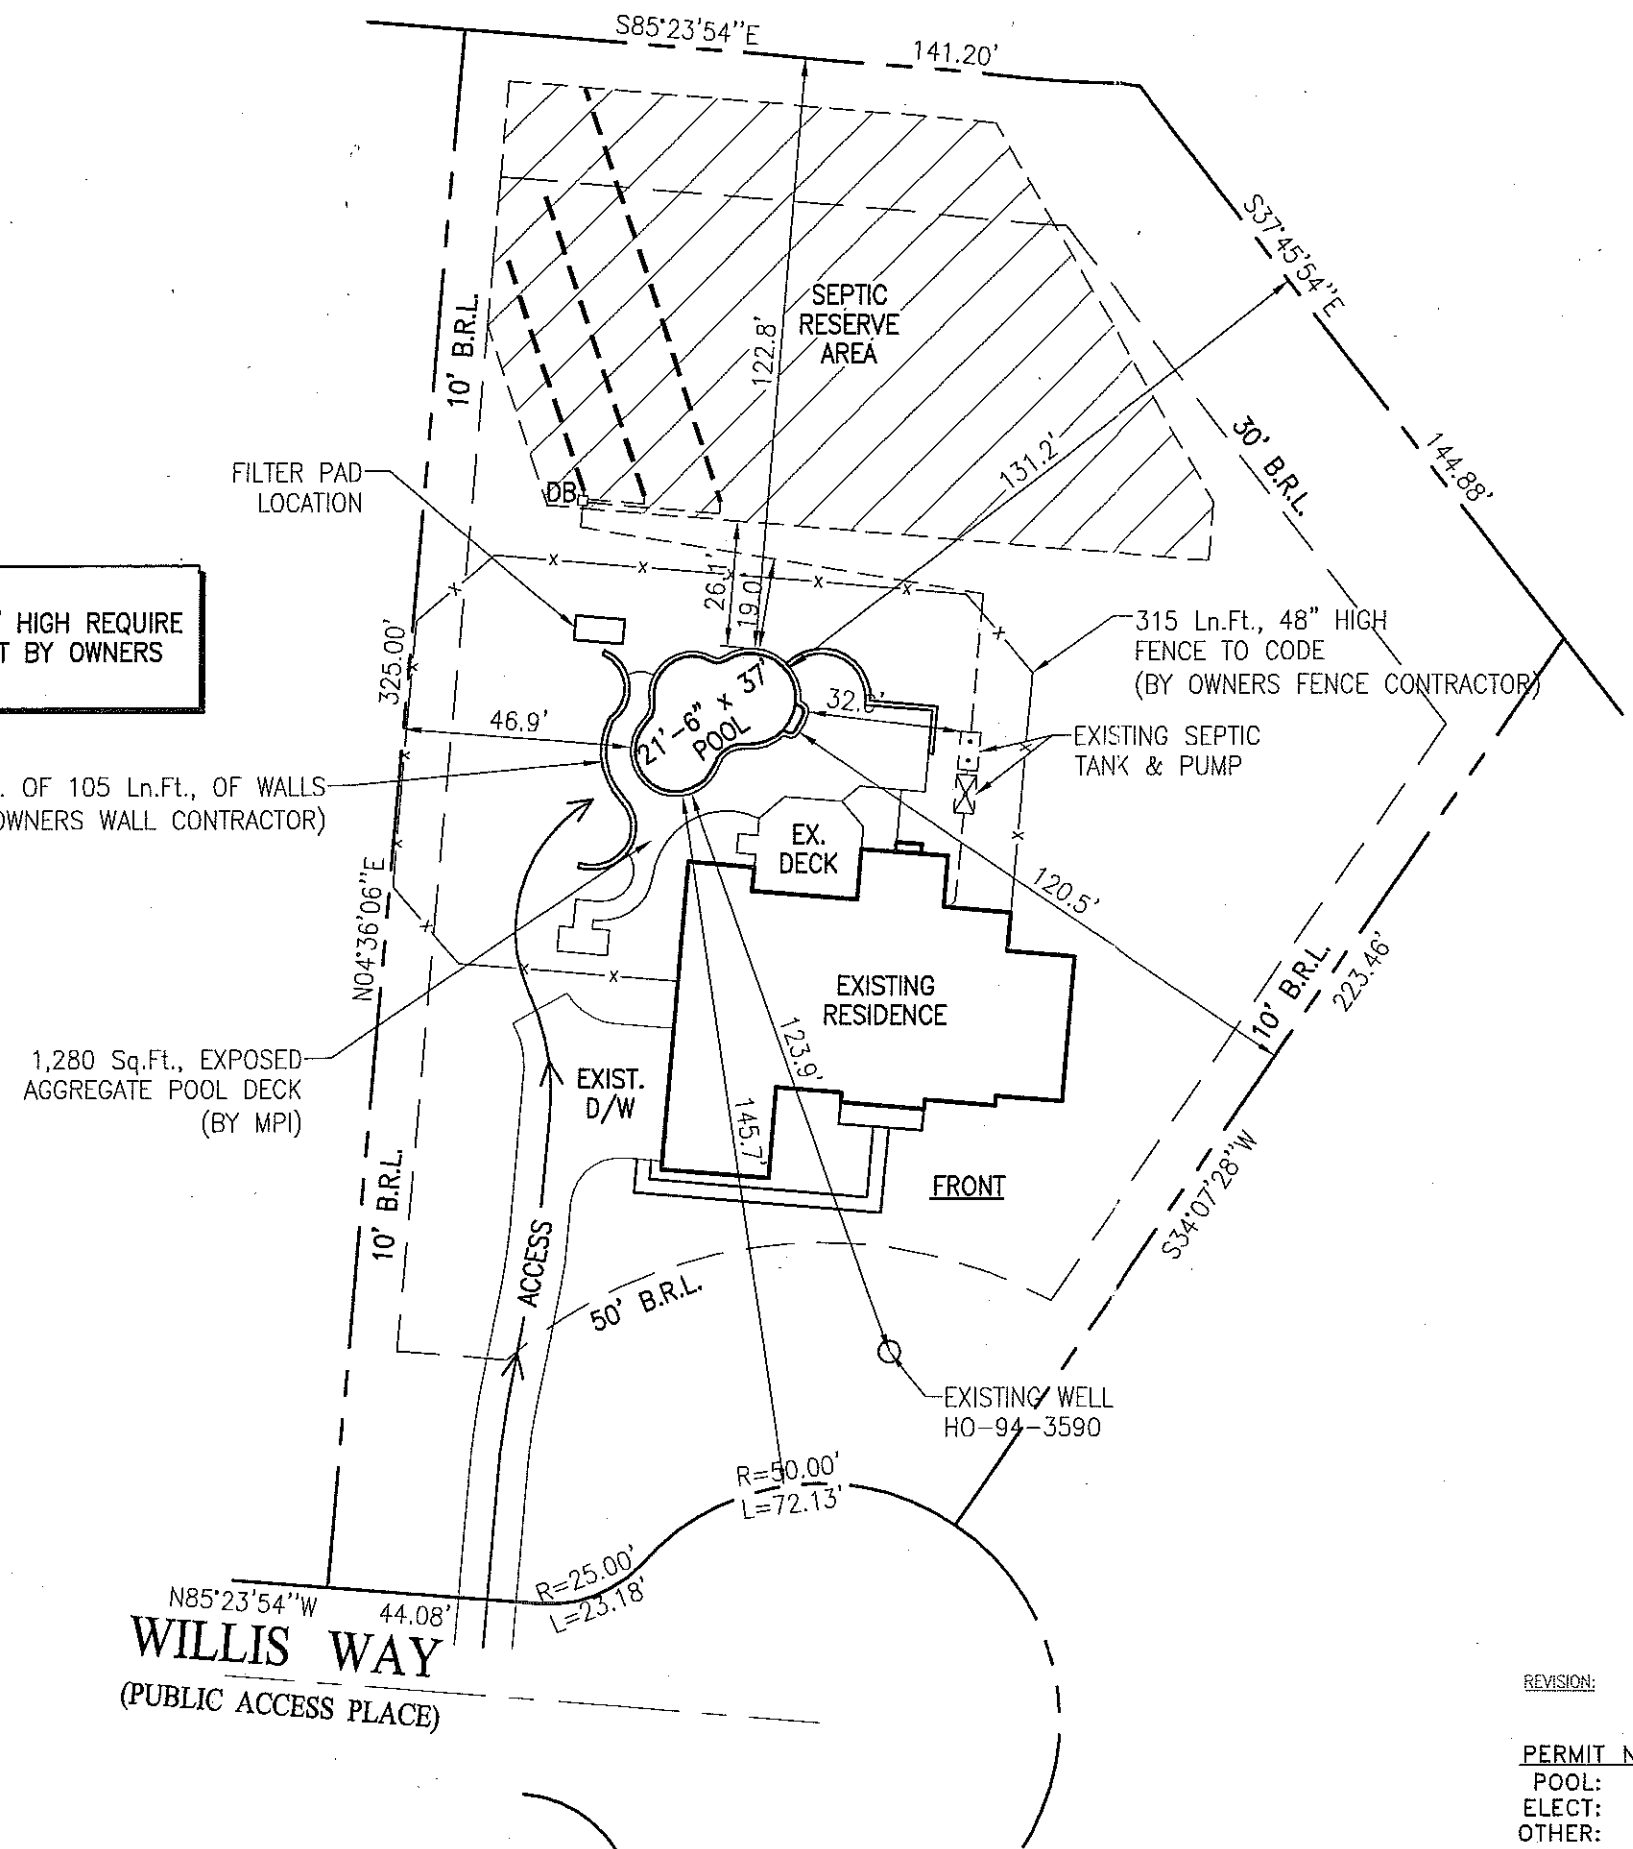 S85°23'54"E
141.20'
S37°45'54"E
144.88'
10' B.R.L.
SEPTIC
RESERVE
AREA
122.8'
131.2'
30' B.R.L.
FILTER PAD
LOCATION
DB
26.1'
19.0
HIGH REQUIRE
T BY OWNERS
325.00'
315 Ln.Ft., 48" HIGH
FENCE TO CODE
(BY OWNERS FENCE CONTRACTOR)
46.9'
21'-6" x 37'
POOL
EXISTING SEPTIC
TANK & PUMP
. OF 105 Ln.Ft., OF WALLS
OWNERS WALL CONTRACTOR)
EX.
DECK
120.5'
N04°36'06"E
EXISTING
RESIDENCE
10' B.R.L.
223.46'
1,280 Sq.Ft., EXPOSED
AGGREGATE POOL DECK
(BY MPI)
EXIST.
D/W
123.9'
145.7'
FRONT
S34°07'28"W
10' B.R.L.
ACCESS
50' B.R.L.
EXISTING WELL
HO-94-3590
R=50.00'
L=72.13'
R=25.00'
L=23.18'
N85°23'54"W
44.08'
WILLIS WAY
(PUBLIC ACCESS PLACE)
REVISION:
PERMIT N
POOL:
ELECT:
OTHER: